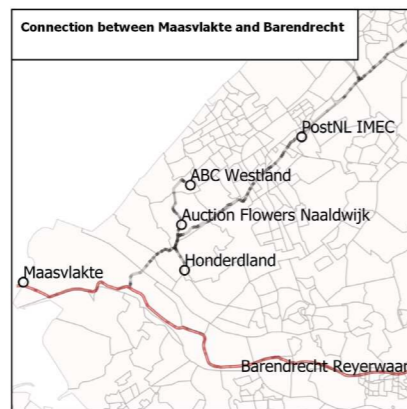 Connection between Maasvlakte and Barendrecht
PostNL IMEC
ABC Westland
Auction Flowers Naaldwijk
Honderdland
Maasvlakte
Barendrecht Reyerwaar